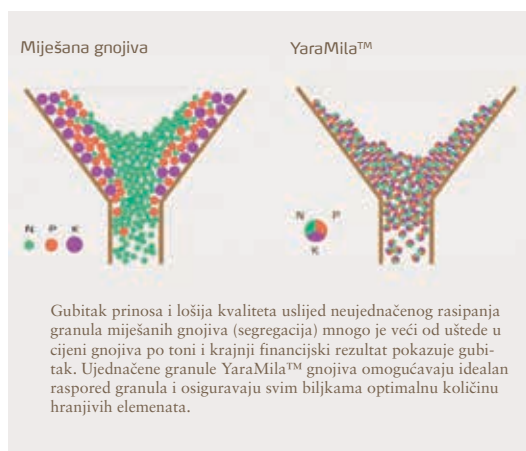 Miješana gnojiva
YaraMila™
N P K
N P
K
Gubitak prinosa i lošija kvaliteta uslijed neujednačenog rasipanja
granula miješanih gnojiva (segregacija) mnogo je veći od uštede u
cijeni gnojiva po toni i krajnji financijski rezultat pokazuje gubi-
tak. Ujednačene granule YaraMila™ gnojiva omogućavaju idealan
raspored granula i osiguravaju svim biljkama optimalnu količinu
hranjivih elemenata.